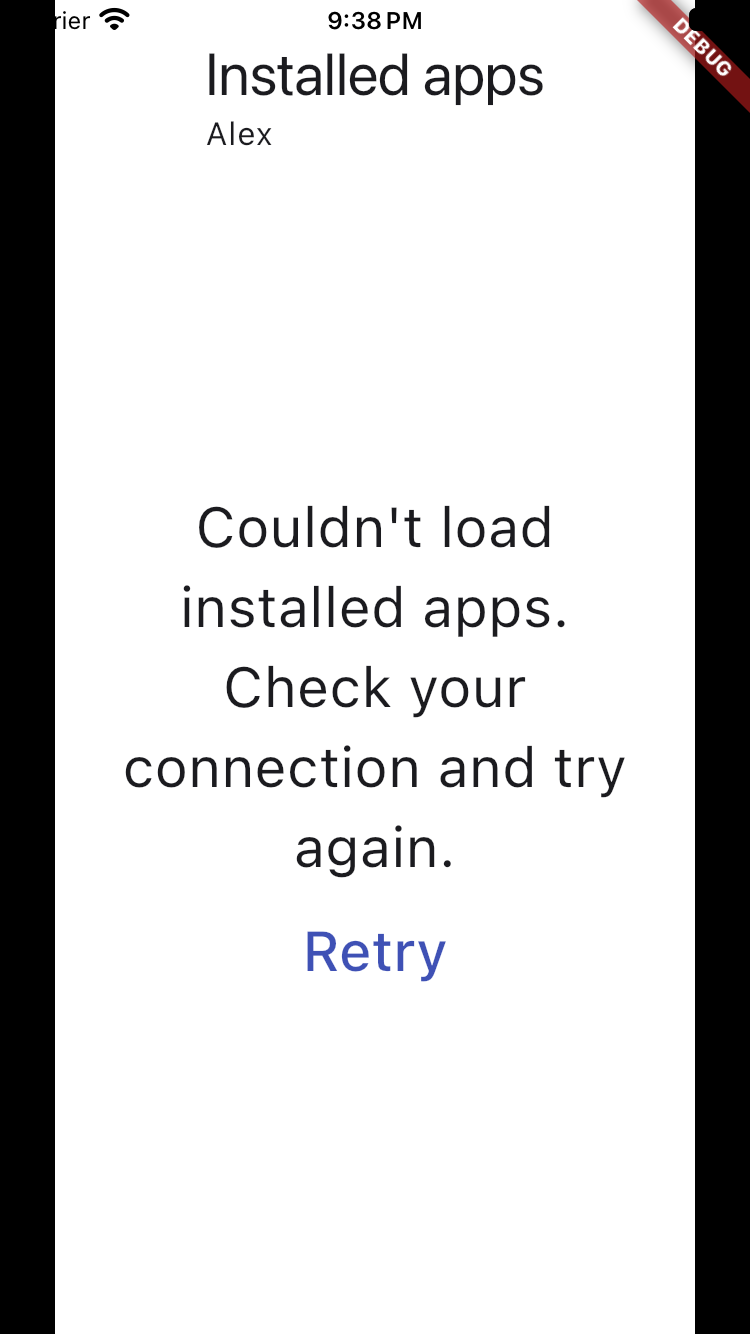 rier 9:38 PM
DEBUG
Installed apps
Alex
Couldn't load
installed apps.
Check your
connection and try
again.
Retry